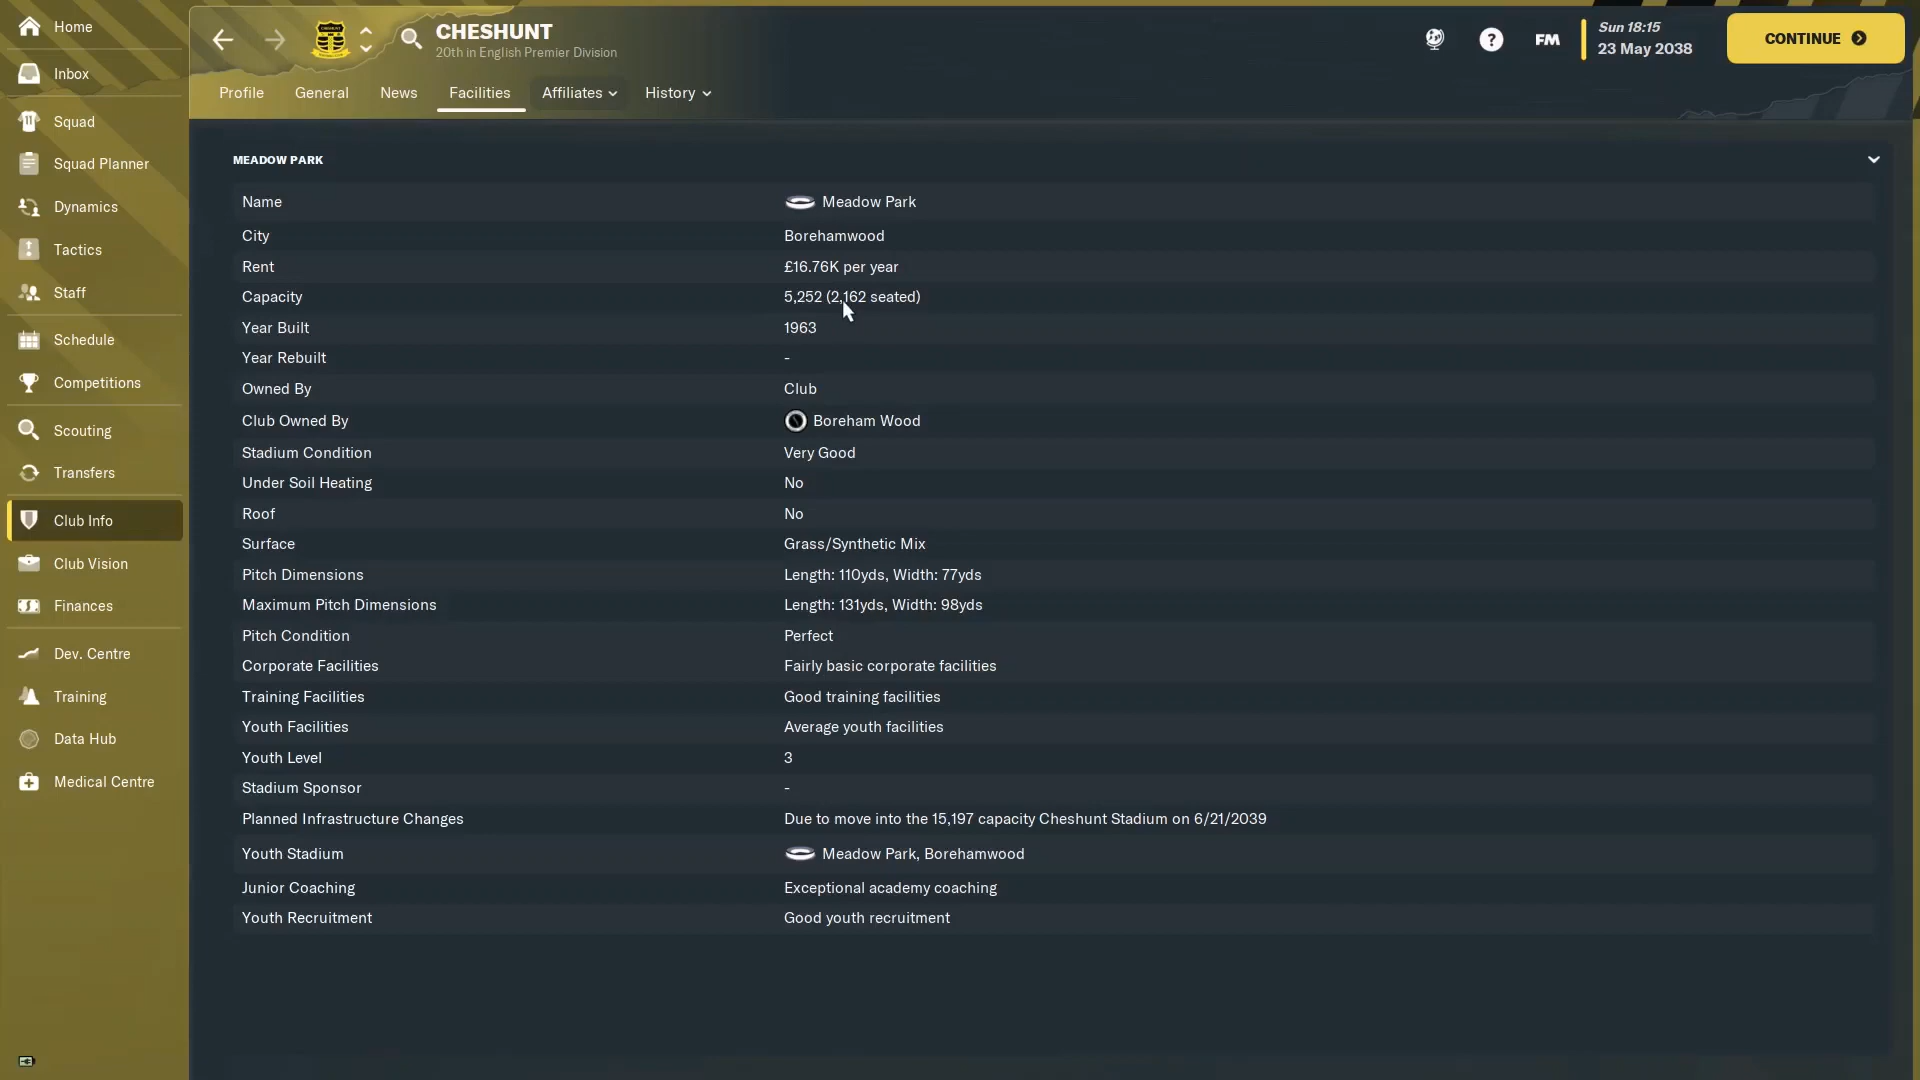 Home
Inbox
Squad
Squad Planner
Dynamics
Tactics
Staff
Schedule
Competitions
Scouting
Transfers
Club Info
Club Vision
Finances
Dev. Centre
Training
Data Hub
Medical Centre
CHESHUNT
20th in English Premier Division
FM
Sun 18:15
23 May 2038
CONTINUE
Profile General News Facilities Affiliates History
MEADOW PARK
Name Meadow Park
City Borehamwood
Rent £16.76K per year
Capacity 5,252 (2,162 seated)
Year Built 1963
Year Rebuilt -
Owned By Club
Club Owned By Boreham Wood
Stadium Condition Very Good
Under Soil Heating No
Roof No
Surface Grass/Synthetic Mix
Pitch Dimensions Length: 110yds, Width: 77yds
Maximum Pitch Dimensions Length: 131yds, Width: 98yds
Pitch Condition Perfect
Corporate Facilities Fairly basic corporate facilities
Training Facilities Good training facilities
Youth Facilities Average youth facilities
Youth Level 3
Stadium Sponsor -
Planned Infrastructure Changes Due to move into the 15,197 capacity Cheshunt Stadium on 6/21/2039
Youth Stadium Meadow Park, Borehamwood
Junior Coaching Exceptional academy coaching
Youth Recruitment Good youth recruitment